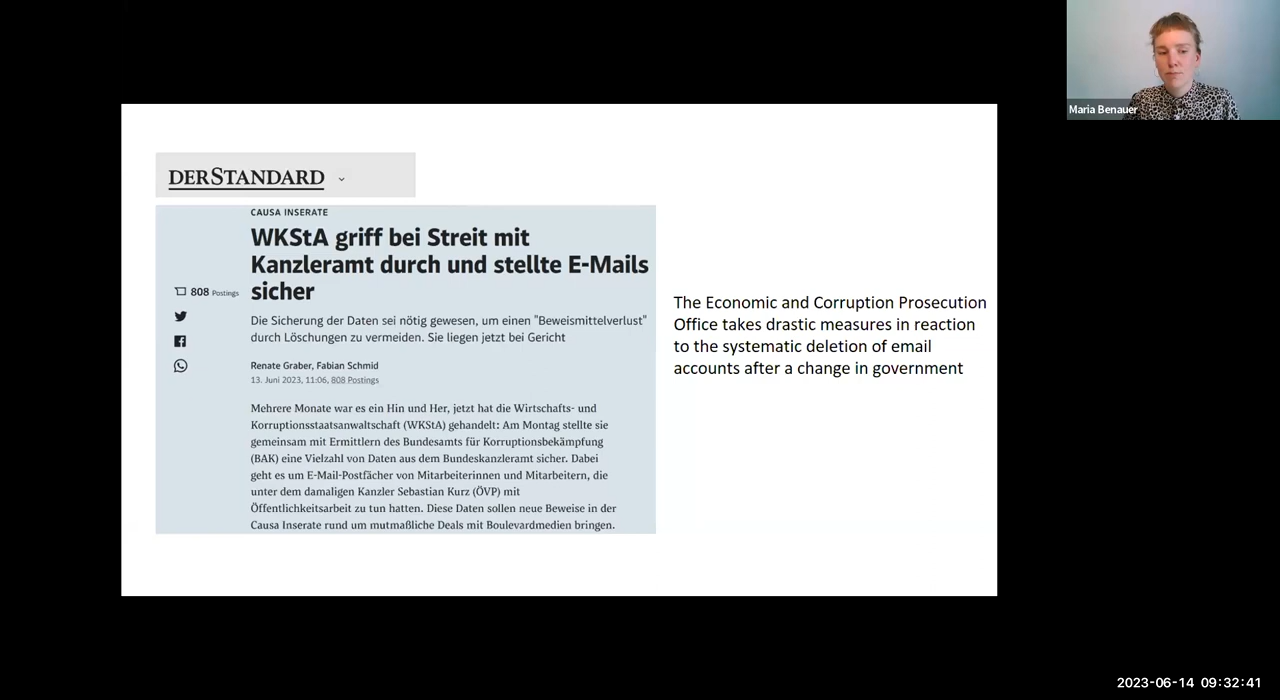 Maria Benauer
DERSTANDARD
CAUSA INSERATE
WKStA griff bei Streit mit
Kanzleramt durch und stellte E-Mails
sicher
808 Postings
Die Sicherung der Daten sei nötig gewesen, um einen "Beweismittelverlust"
durch Löschungen zu vermeiden. Sie liegen jetzt bei Gericht
Renate Graber, Fabian Schmid
13. Juni 2023, 11:06, 808 Postings
Mehrere Monate war es ein Hin und Her, jetzt hat die Wirtschafts- und
Korruptionsstaatsanwaltschaft (WKStA) gehandelt: Am Montag stellte sie
gemeinsam mit Ermittlern des Bundesamts für Korruptionsbekämpfung
(BAK) eine Vielzahl von Daten aus dem Bundeskanzleramt sicher. Dabei
geht es um E-Mail-Postfächer von Mitarbeiterinnen und Mitarbeitern, die
unter dem damaligen Kanzler Sebastian Kurz (ÖVP) mit
Öffentlichkeitsarbeit zu tun hatten. Diese Daten sollen neue Beweise in der
Causa Inserate rund um mutmaßliche Deals mit Boulevardmedien bringen.
The Economic and Corruption Prosecution
Office takes drastic measures in reaction
to the systematic deletion of email
accounts after a change in government
2023-06-14 09:32:41